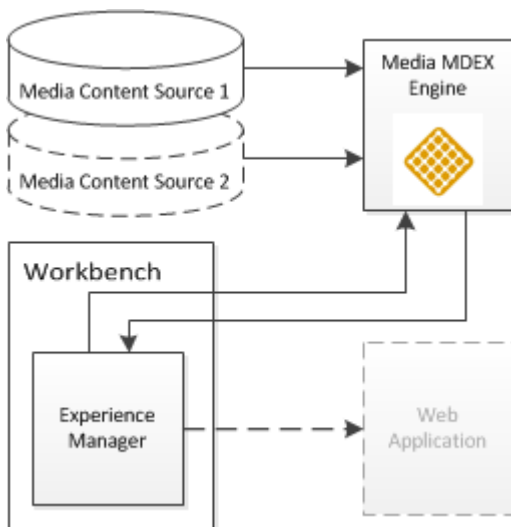 Media Content Source 1
Media MDEX
Engine
Media Content Source 2
Workbench
Experience
Manager
Web
Application